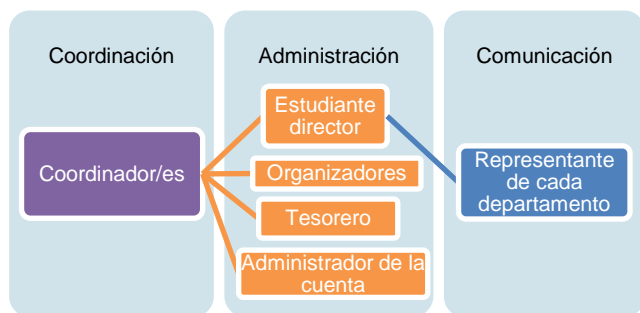 Coordinación
Administración
Comunicación
Coordinador/es
Estudiante
director
Organizadores
Tesorero
Administrador de la
cuenta
Representante
de cada
departamento